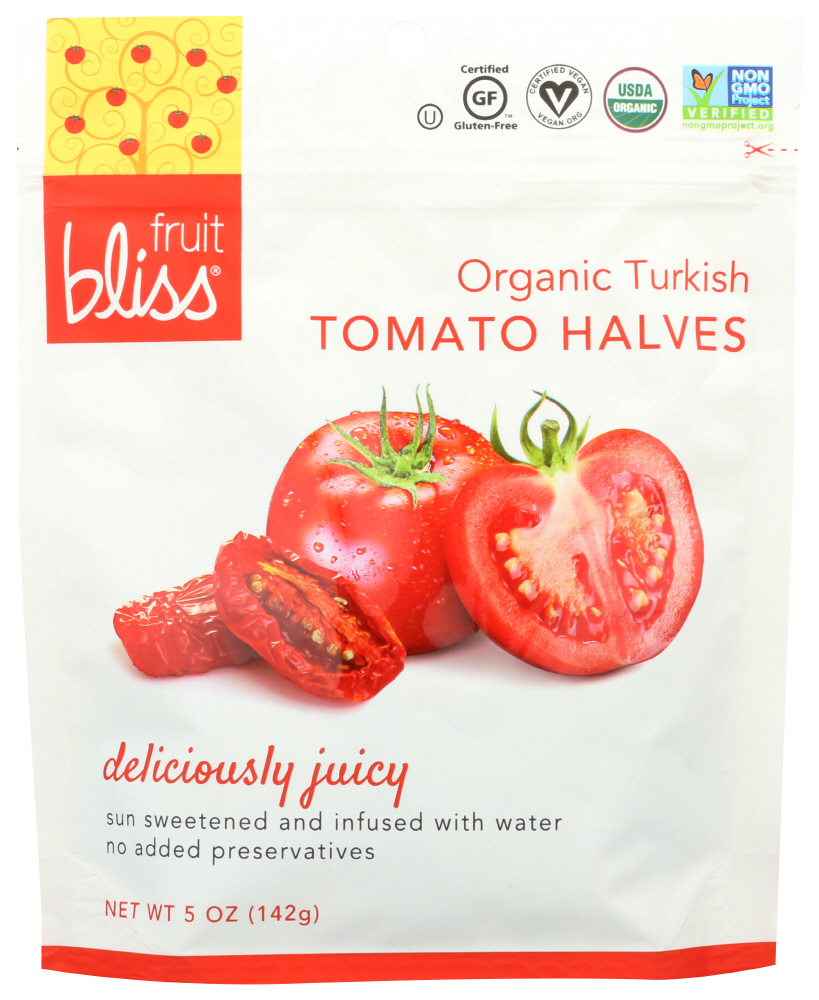 fruit
bliss®
U
Certified
GF
™
Gluten-Free
CERTIFIED VEGAN
V
VEGAN.ORG
USDA
ORGANIC
NON
GMO
Project
VERIFIED
nongmoproject.org
Organic Turkish
TOMATO HALVES
deliciously juicy
sun sweetened and infused with water
no added preservatives
NET WT 5 OZ (142g)